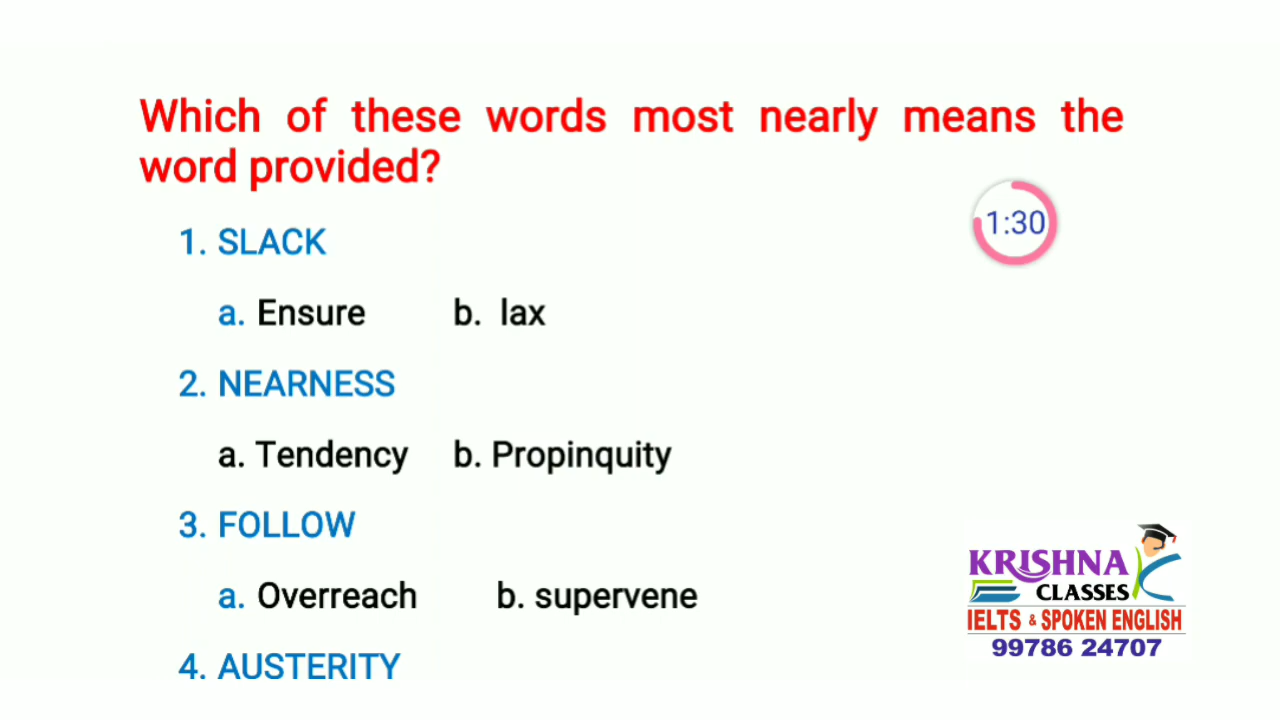 Which of these words most nearly means the
word provided?
1:30
1. SLACK
a. Ensure b. lax
2. NEARNESS
a. Tendency b. Propinquity
3. FOLLOW
a. Overreach b. supervene
4. AUSTERITY
KRISHNA
CLASSES
IELTS & SPOKEN ENGLISH
99786 24707